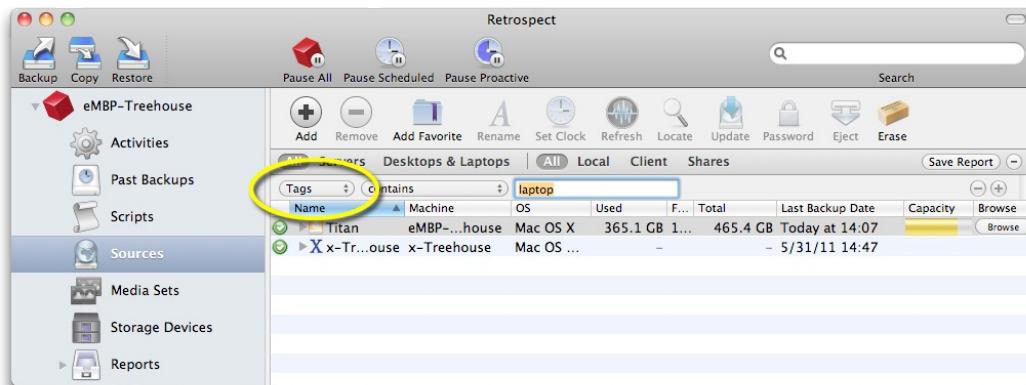 Retrospect
Backup Copy Restore
Pause All Pause Scheduled Pause Proactive
Search
eMBP-Treehouse
Activities
Past Backups
Scripts
Sources
Media Sets
Storage Devices
Reports
Add Remove Add Favorite Rename Set Clock Refresh Locate Update Password Eject Erase
All Servers Desktops & Laptops All Local Client Shares Save Report
Tags contains laptop
Name Machine OS Used F... Total Last Backup Date Capacity Browse
Titan eMBP-...house Mac OS X 365.1 GB 1... 465.4 GB Today at 14:07 Browse
x-Tr...ouse x-Treehouse Mac OS ... – – 5/31/11 14:47